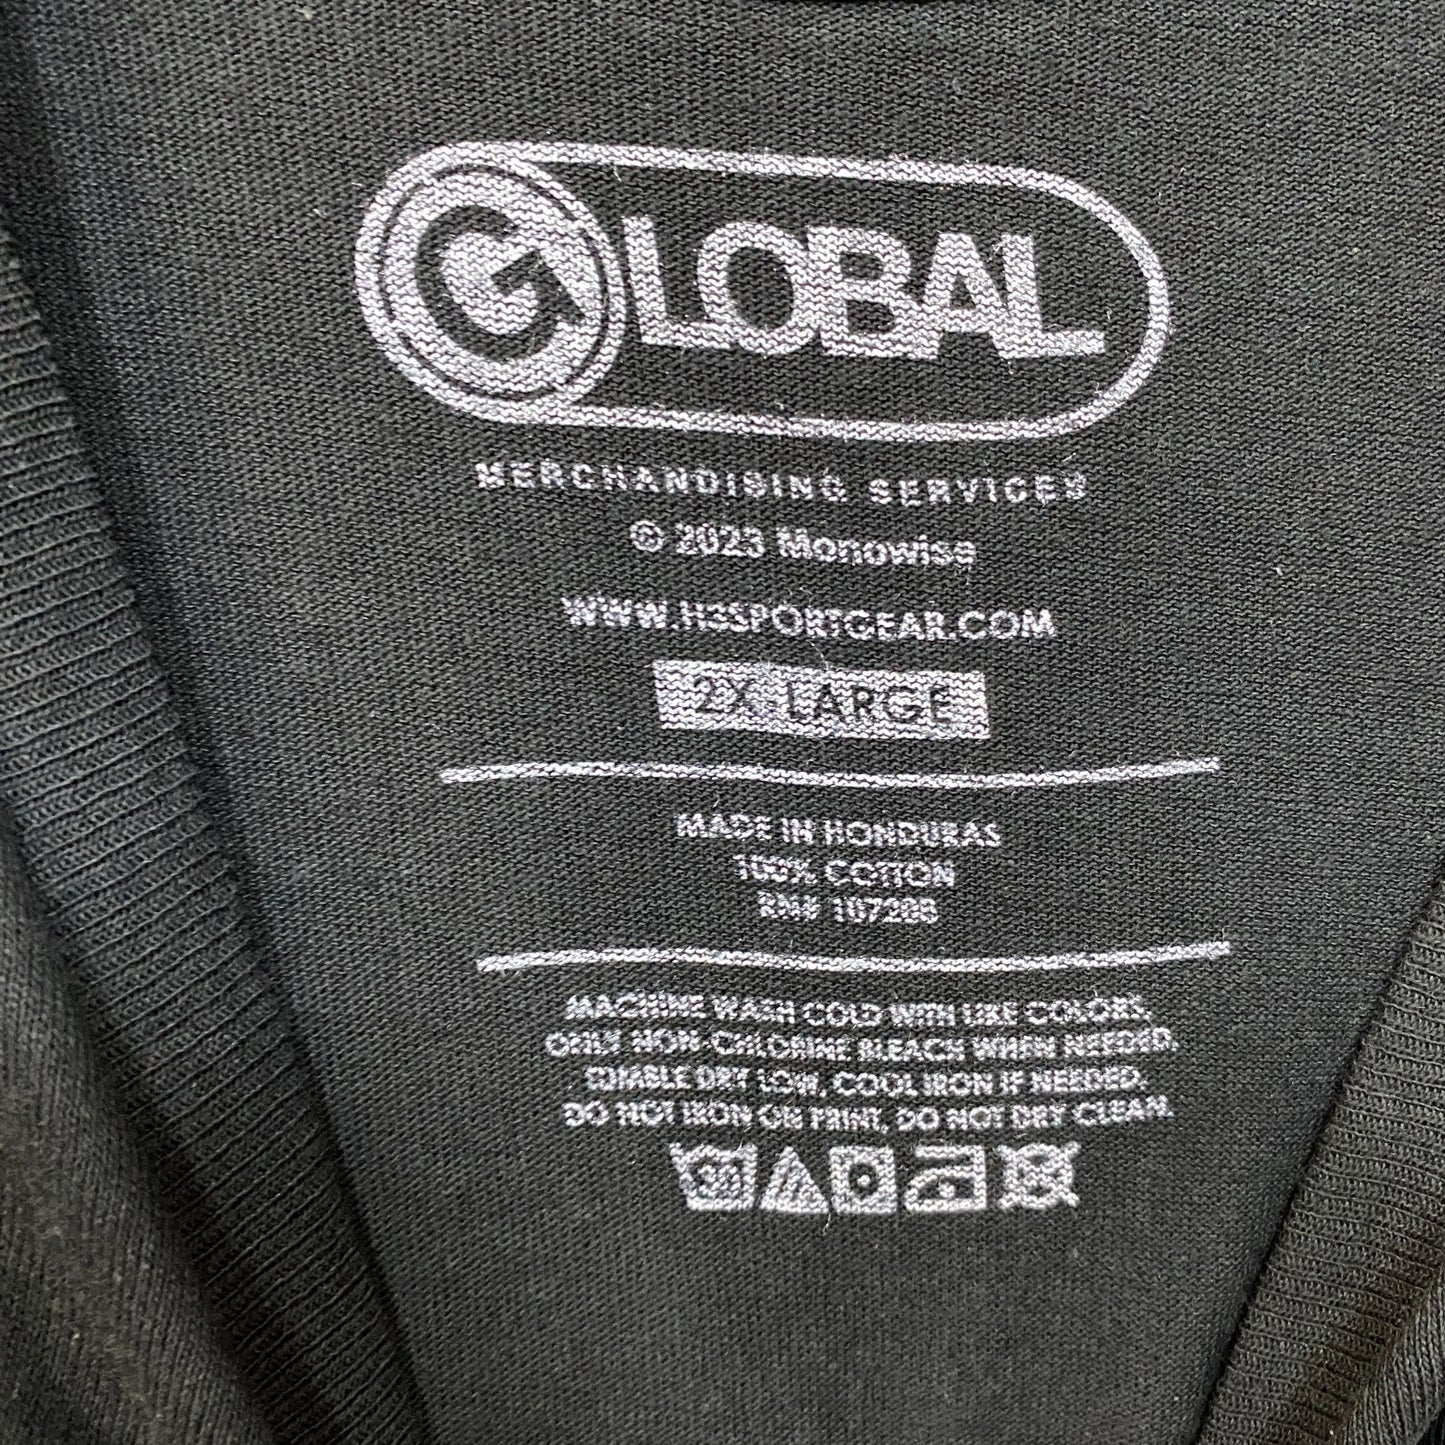 GLOBAL
MERCHANDISING SERVICES
© 2023 Monowise
WWW.H3SPORTGEAR.COM
2X-LARGE
MADE IN HONDURAS
100% COTTON
RN# 107285
MACHINE WASH COLD WITH LIKE COLORS,
ONLY NON-CHLORINE BLEACH WHEN NEEDED.
TUMBLE DRY LOW, COOL IRON IF NEEDED.
DO NOT IRON ON PRINT, DO NOT DRY CLEAN.
30